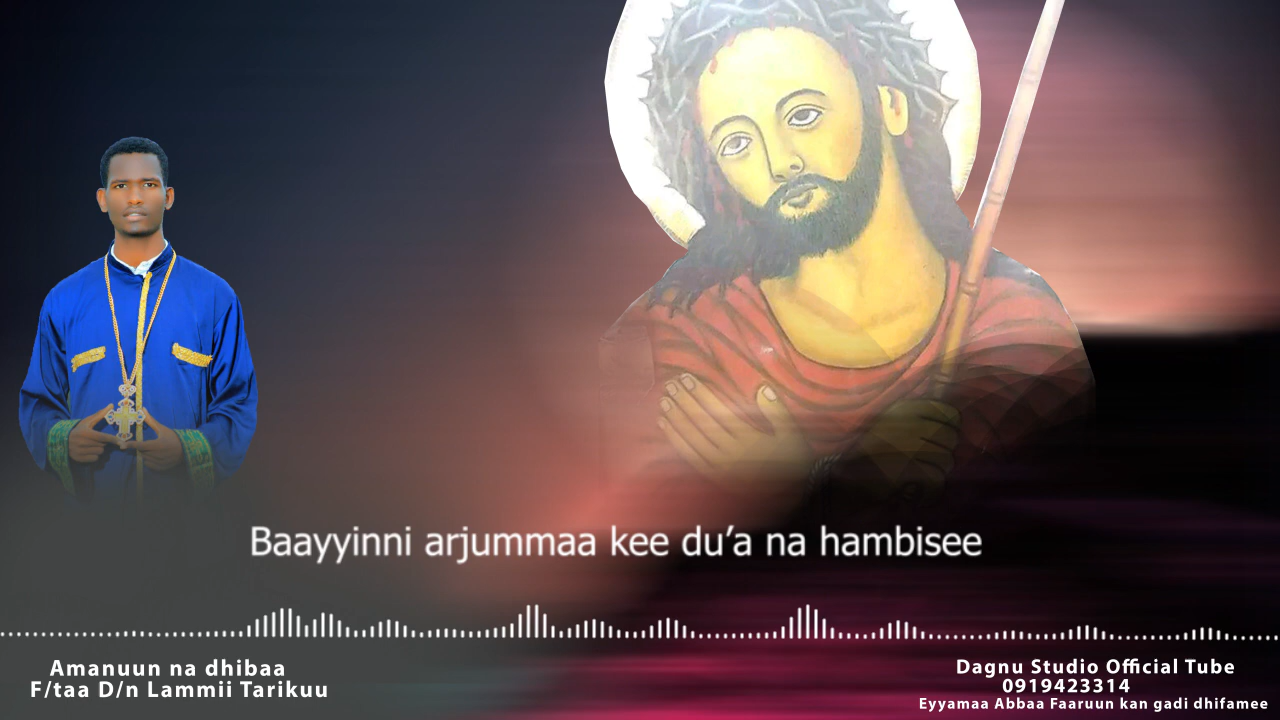 Baayyinni arjummaa kee du’a na hambisee
Amanuun na dhibaa
F/taa D/n Lammii Tarikuu
Dagnu Studio Official Tube
0919423314
Eyyamaa Abbaa Faaruun kan gadi dhifamee